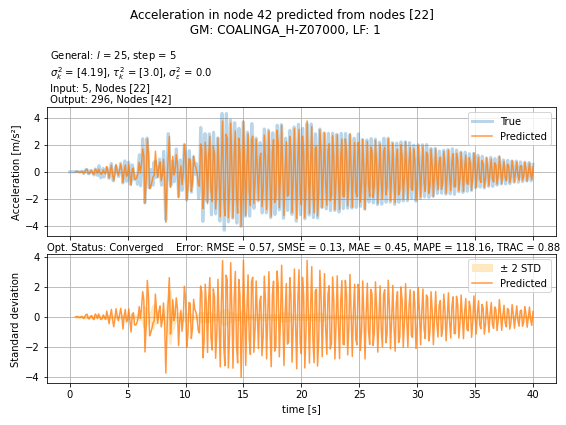 Acceleration in node 42 predicted from nodes [22]
GM: COALINGA_H-Z07000, LF: 1
General: l = 25, step = 5
σ²ₖ = [4.19], τ²ₖ = [3.0], σ²ε = 0.0
Input: 5, Nodes [22]
Output: 296, Nodes [42]
Acceleration [m/s²]
4
2
0
−2
−4
True
Predicted
Opt. Status: Converged Error: RMSE = 0.57, SMSE = 0.13, MAE = 0.45, MAPE = 118.16, TRAC = 0.88
Standard deviation
4
2
0
−2
−4
± 2 STD
Predicted
0 5 10 15 20 25 30 35 40
time [s]